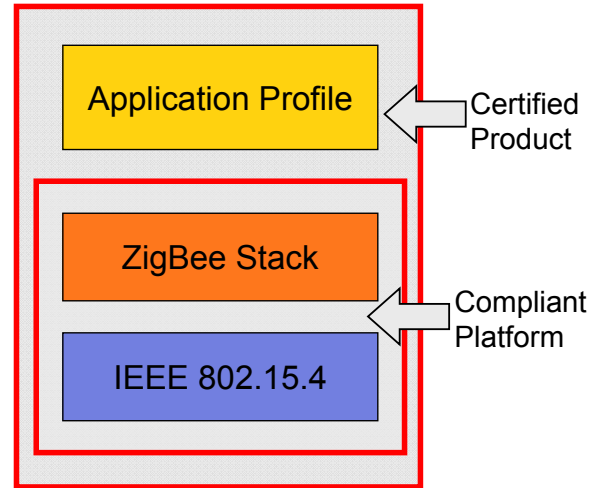 Application Profile
Certified
Product
ZigBee Stack
Compliant
Platform
IEEE 802.15.4